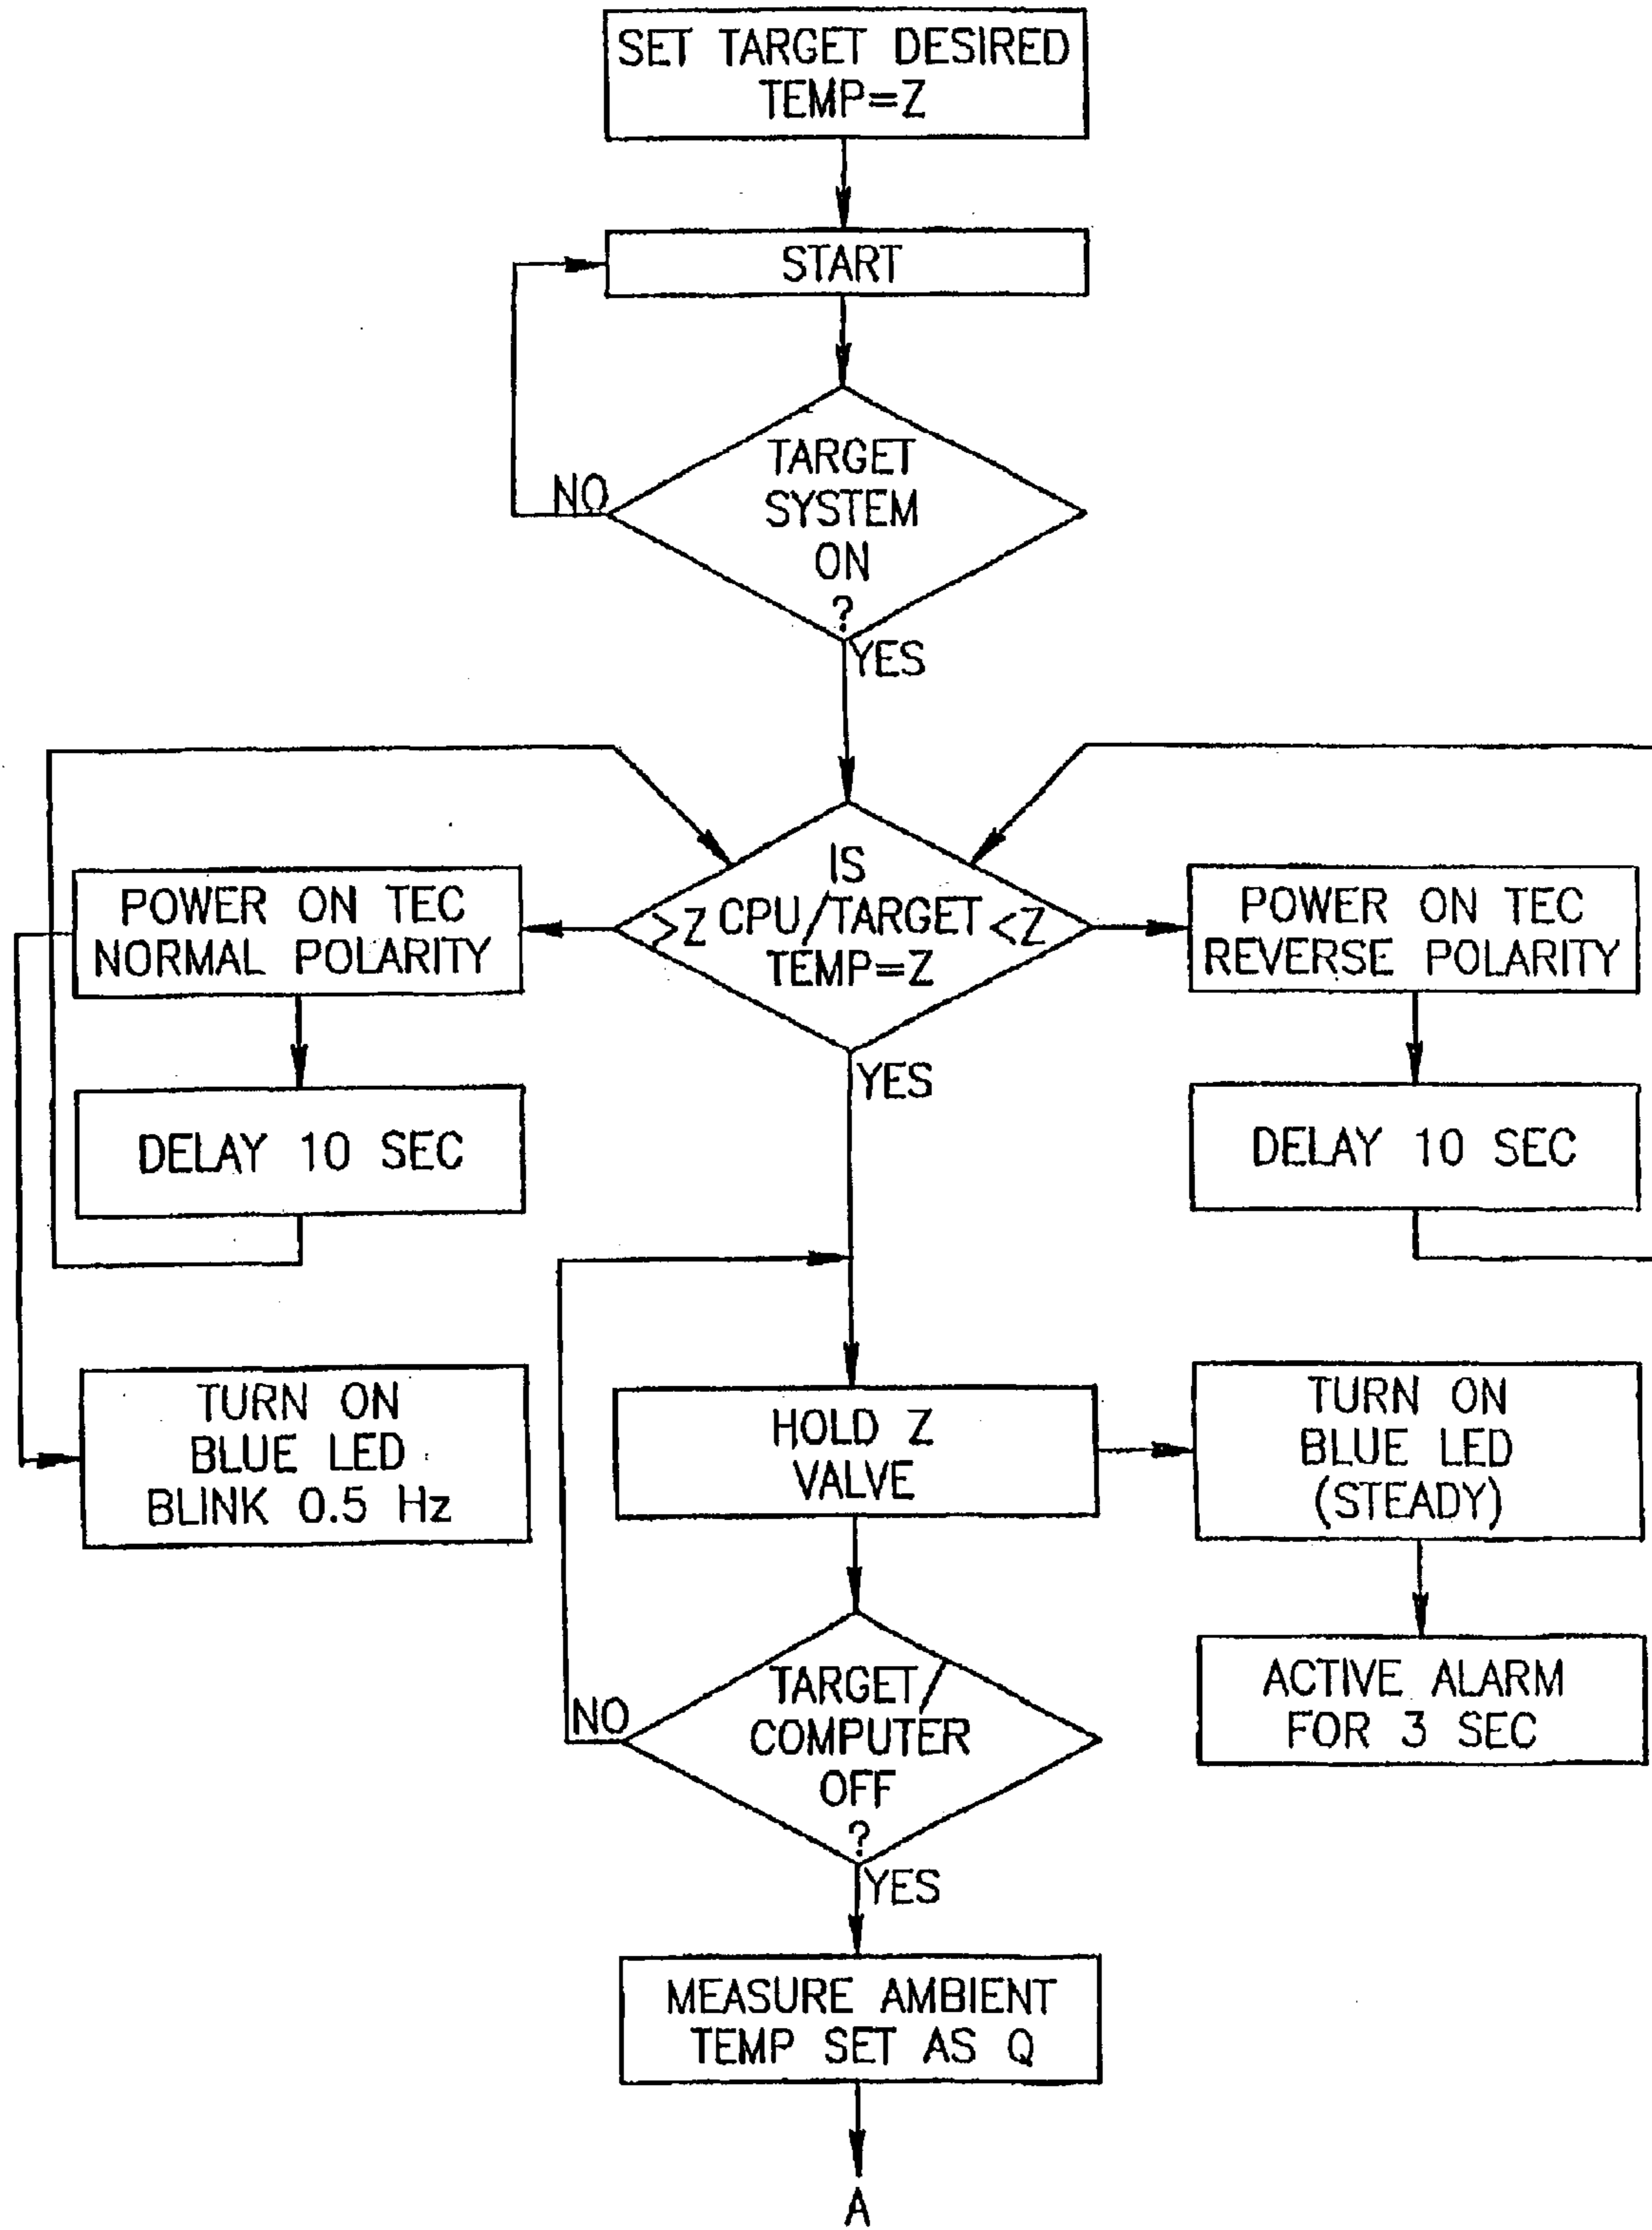 SET TARGET DESIRED
TEMP=Z
START
TARGET
SYSTEM
ON
?
NO
YES
IS
CPU/TARGET
TEMP=Z
>Z
<Z
YES
POWER ON TEC
NORMAL POLARITY
DELAY 10 SEC
TURN ON
BLUE LED
BLINK 0.5 Hz
POWER ON TEC
REVERSE POLARITY
DELAY 10 SEC
HOLD Z
VALVE
TURN ON
BLUE LED
(STEADY)
ACTIVE ALARM
FOR 3 SEC
TARGET/
COMPUTER
OFF
?
NO
YES
MEASURE AMBIENT
TEMP SET AS Q
A